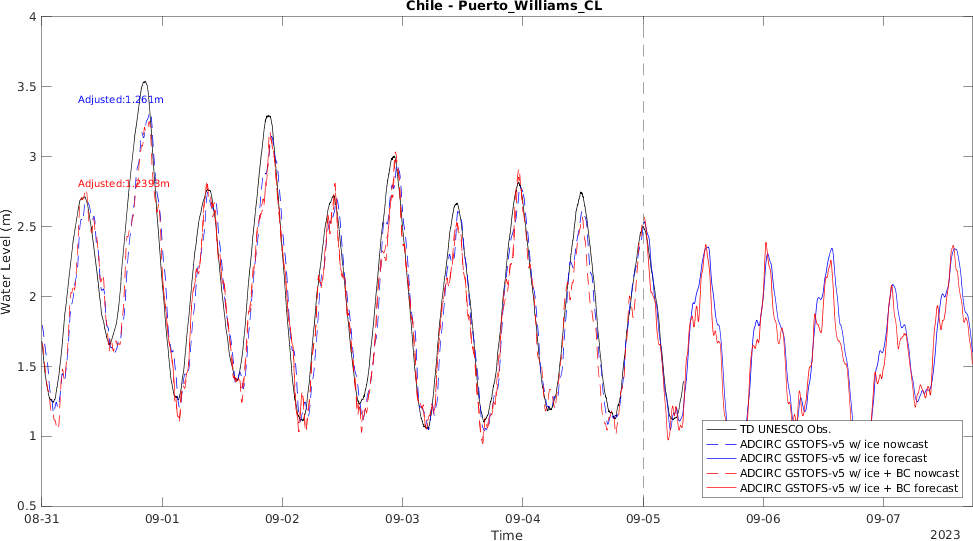 Chile - Puerto_Williams_CL
4
3.5
3
2.5
2
1.5
1
0.5
Water Level (m)
Adjusted:1.261m
Adjusted:1.2393m
TD UNESCO Obs.
ADCIRC GSTOFS-v5 w/ ice nowcast
ADCIRC GSTOFS-v5 w/ ice forecast
ADCIRC GSTOFS-v5 w/ ice + BC nowcast
ADCIRC GSTOFS-v5 w/ ice + BC forecast
08-31 09-01 09-02 09-03 09-04 09-05 09-06 09-07
Time
2023